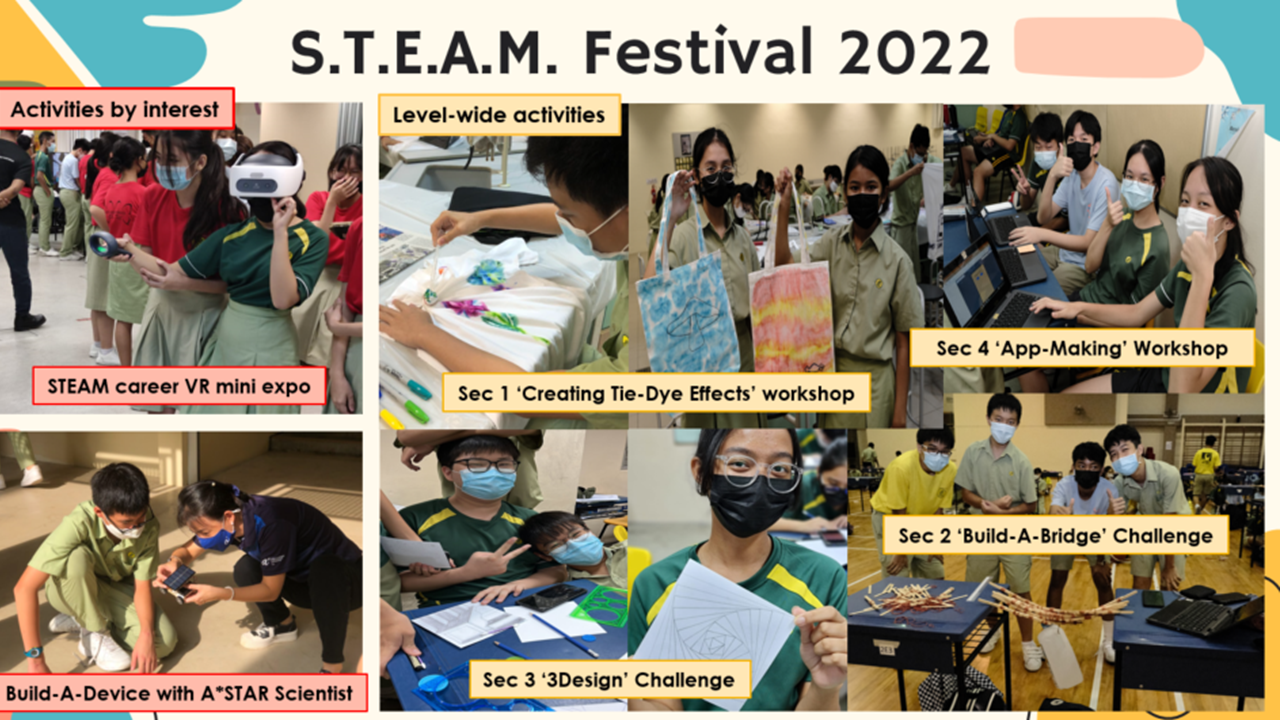 S.T.E.A.M. Festival 2022
Activities by interest
Level-wide activities
STEAM career VR mini expo
Sec 1 ‘Creating Tie-Dye Effects’ workshop
Sec 4 ‘App-Making’ Workshop
Sec 2 ‘Build-A-Bridge’ Challenge
Build-A-Device with A*STAR Scientist
Sec 3 ‘3Design’ Challenge